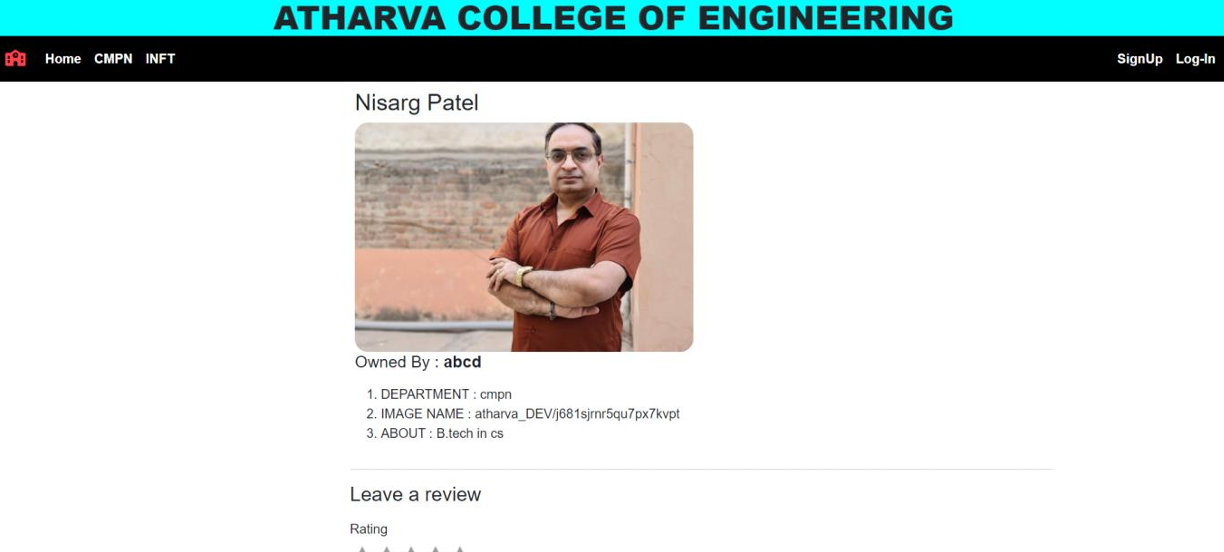 ATHARVA COLLEGE OF ENGINEERING
Home CMPN INFT SignUp Log-In
Nisarg Patel
Owned By : abcd
1. DEPARTMENT : cmpn
2. IMAGE NAME : atharva_DEV/j681sjrnr5qu7px7kvpt
3. ABOUT : B.tech in cs
Leave a review
Rating